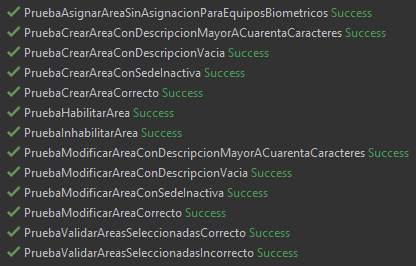 PruebaAsignarAreaSinAsignacionParaEquiposBiometricos Success
PruebaCrearAreaConDescripcionMayorACuarentaCaracteres Success
PruebaCrearAreaConDescripcionVacia Success
PruebaCrearAreaConSedeInactiva Success
PruebaCrearAreaCorrecto Success
PruebaHabilitarArea Success
PruebaInhabilitarArea Success
PruebaModificarAreaConDescripcionMayorACuarentaCaracteres Success
PruebaModificarAreaConDescripcionVacia Success
PruebaModificarAreaConSedeInactiva Success
PruebaModificarAreaCorrecto Success
PruebaValidarAreasSeleccionadasCorrecto Success
PruebaValidarAreasSeleccionadasIncorrecto Success